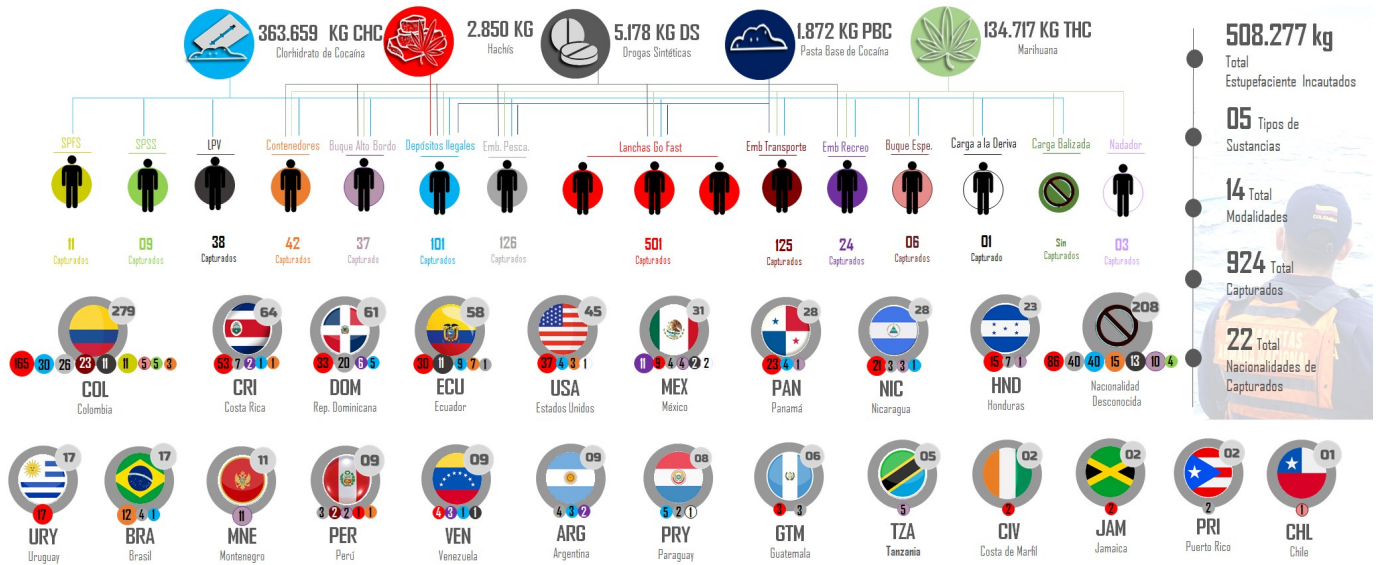 363.659 KG CHC
Clorhidrato de Cocaína
2.850 KG
Hachís
5.178 KG DS
Drogas Sintéticas
1.872 KG PBC
Pasta Base de Cocaína
134.717 KG THC
Marihuana
508.277 kg
Total
Estupefaciente Incautados
05 Tipos de
Sustancias
14 Total
Modalidades
924 Total
Capturados
22 Total
Nacionalidades de
Capturados
SPFS
SPSS
LPV
Contenedores
Buque Alto Bordo
Depósitos Ilegales
Emb. Pesca.
Lanchas Go Fast
Emb Transporte
Emb Recreo
Buque Espe.
Carga a la Deriva
Carga Balizada
Nadador
11
Capturados
09
Capturados
38
Capturados
42
Capturados
37
Capturado
101
Capturados
126
Capturados
501
Capturados
125
Capturados
24
Capturados
06
Capturados
01
Capturado
Sin
Capturados
03
Capturados
279
165 30 26 23 11 11 5 5 3
COL
Colombia
64
53 7 2 1 1
CRI
Costa Rica
61
33 20 6 5
DOM
Rep. Dominicana
58
30 11 9 7 1
ECU
Ecuador
45
37 4 3 1
USA
Estados Unidos
31
11 9 4 4 2 2
MEX
México
28
23 4 1
PAN
Panamá
28
21 3 3 1
NIC
Nicaragua
23
15 7 1
HND
Honduras
208
86 40 40 15 13 10 4
Nacionalidad
Desconocida
17
17
URY
Uruguay
17
12 4 1
BRA
Brasil
11
11
MNE
Montenegro
09
3 2 2 1 1
PER
Perú
09
4 3 1 1
VEN
Venezuela
09
4 3 2
ARG
Argentina
08
5 2 1
PRY
Paraguay
06
3 3
GTM
Guatemala
05
5
TZA
Tanzania
02
2
CIV
Costa de Marfil
02
2
JAM
Jamaica
02
2
PRI
Puerto Rico
01
1
CHL
Chile
COLOMBIA